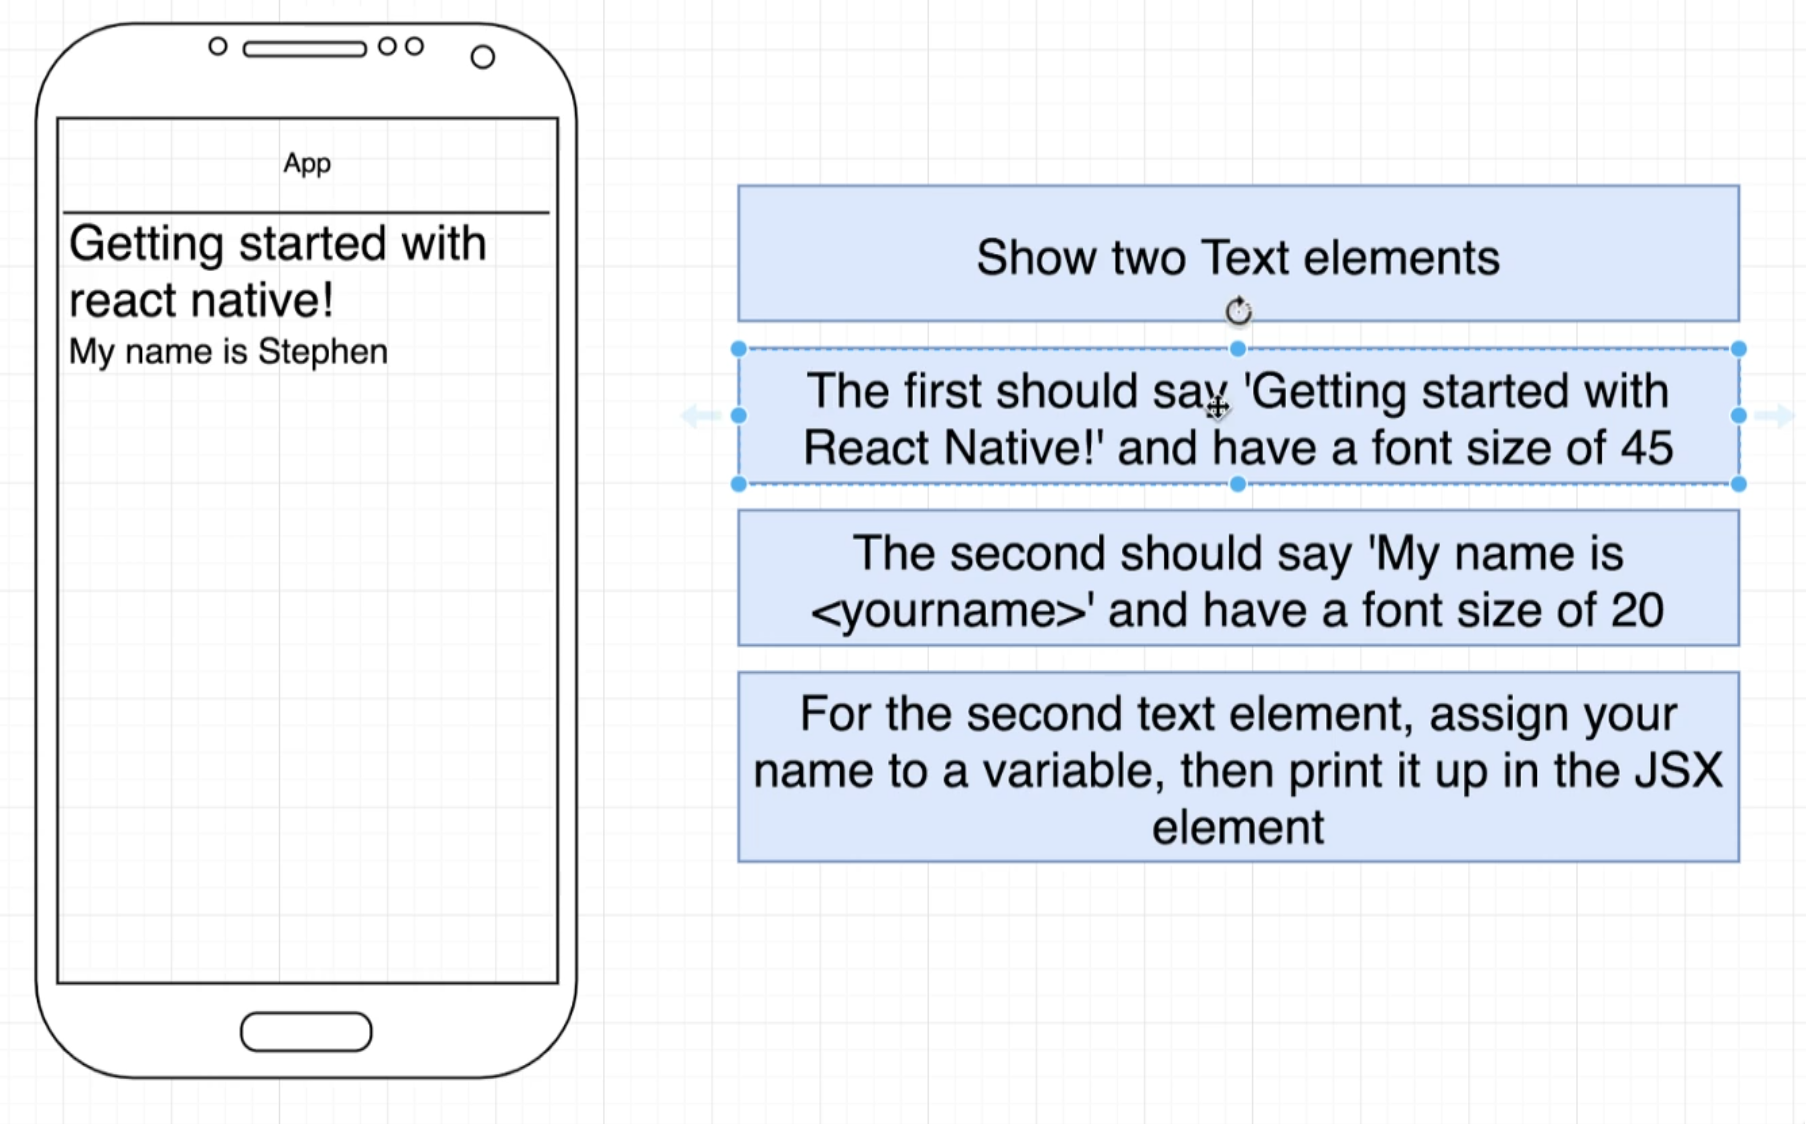 App
Getting started with
react native!
My name is Stephen
Show two Text elements
The first should say 'Getting started with
React Native!' and have a font size of 45
The second should say 'My name is
<yourname>' and have a font size of 20
For the second text element, assign your
name to a variable, then print it up in the JSX
element